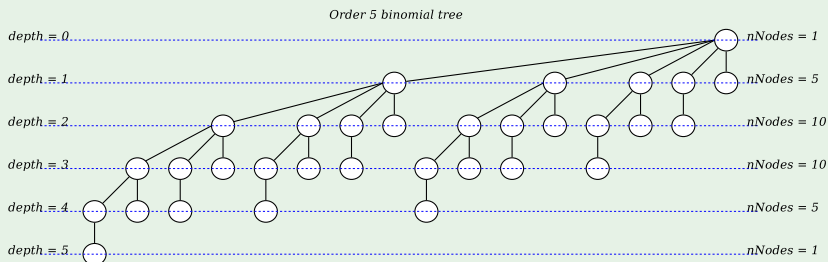 Order 5 binomial tree
depth = 0 nNodes = 1
depth = 1 nNodes = 5
depth = 2 nNodes = 10
depth = 3 nNodes = 10
depth = 4 nNodes = 5
depth = 5 nNodes = 1